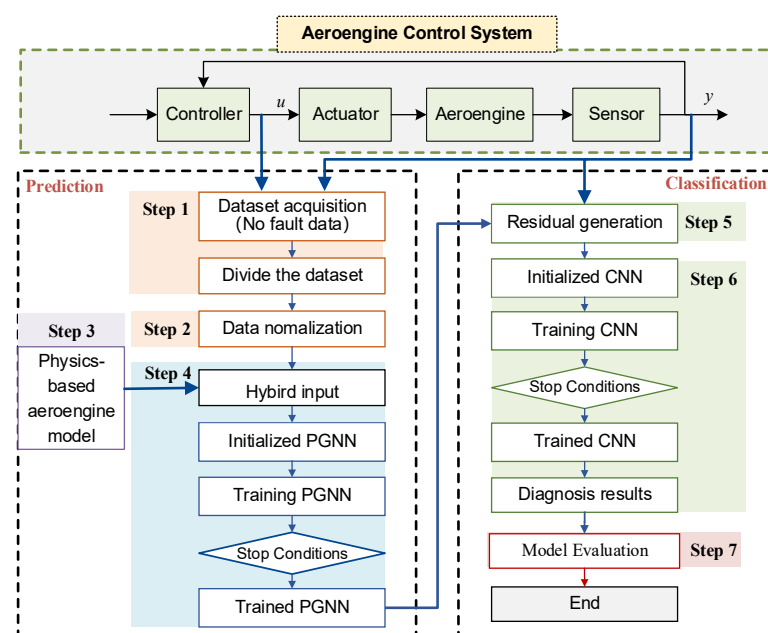 Aeroengine Control System
Controller
u
Actuator
Aeroengine
Sensor
y
Prediction
Step 1
Dataset acquisition
(No fault data)
Divide the dataset
Step 2
Data nomalization
Step 3
Physics-
based
aeroengine
model
Step 4
Hybird input
Initialized PGNN
Training PGNN
Stop Conditions
Trained PGNN
Classification
Residual generation
Step 5
Initialized CNN
Step 6
Training CNN
Stop Conditions
Trained CNN
Diagnosis results
Model Evaluation
Step 7
End